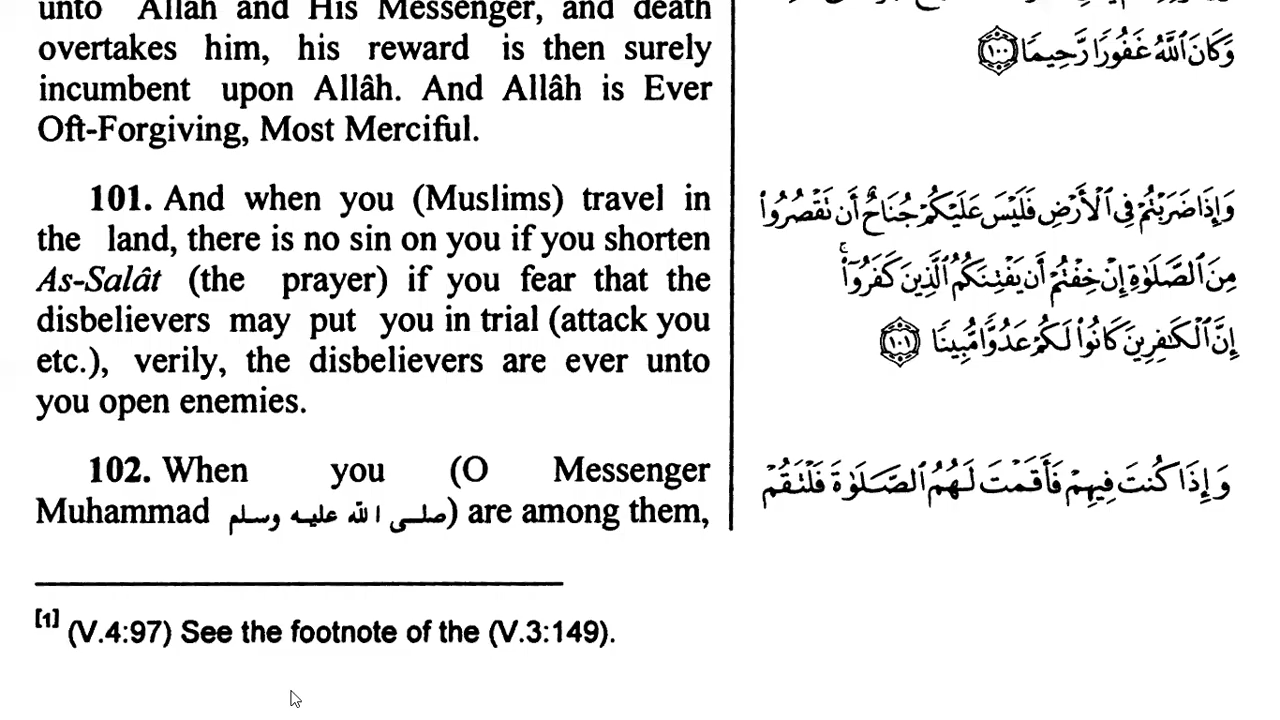 unto Allâh and His Messenger, and death
overtakes him, his reward is then surely
incumbent upon Allâh. And Allâh is Ever
Oft-Forgiving, Most Merciful.
101. And when you (Muslims) travel in
the land, there is no sin on you if you shorten
As-Salât (the prayer) if you fear that the
disbelievers may put you in trial (attack you
etc.), verily, the disbelievers are ever unto
you open enemies.
102. When you (O Messenger
Muhammad صلى الله عليه وسلم) are among them,
وَكَانَ ٱللَّهُ غَفُورًا رَّحِيمًا ١٠٠
وَإِذَا ضَرَبْتُمْ فِى ٱلْأَرْضِ فَلَيْسَ عَلَيْكُمْ جُنَاحٌ أَن تَقْصُرُوا۟
مِنَ ٱلصَّلَوٰةِ إِنْ خِفْتُمْ أَن يَفْتِنَكُمُ ٱلَّذِينَ كَفَرُوٓا۟ ۚ
إِنَّ ٱلْكَـٰفِرِينَ كَانُوا۟ لَكُمْ عَدُوًّا مُّبِينًا ١٠١
وَإِذَا كُنتَ فِيهِمْ فَأَقَمْتَ لَهُمُ ٱلصَّلَوٰةَ فَلْتَقُمْ
[1] (V.4:97) See the footnote of the (V.3:149).